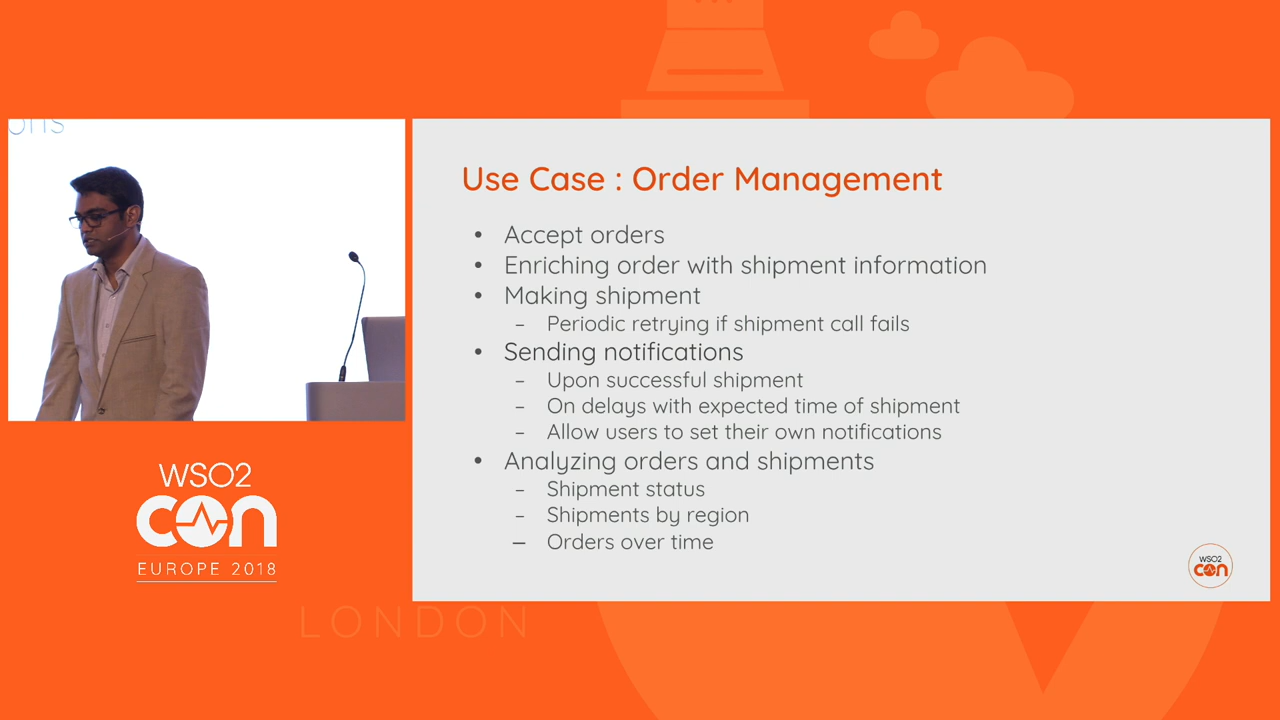 Use Case : Order Management
• Accept orders
• Enriching order with shipment information
• Making shipment
– Periodic retrying if shipment call fails
• Sending notifications
– Upon successful shipment
– On delays with expected time of shipment
– Allow users to set their own notifications
• Analyzing orders and shipments
– Shipment status
– Shipments by region
– Orders over time
WSO2
con
WSO2
con
EUROPE 2018
LONDON